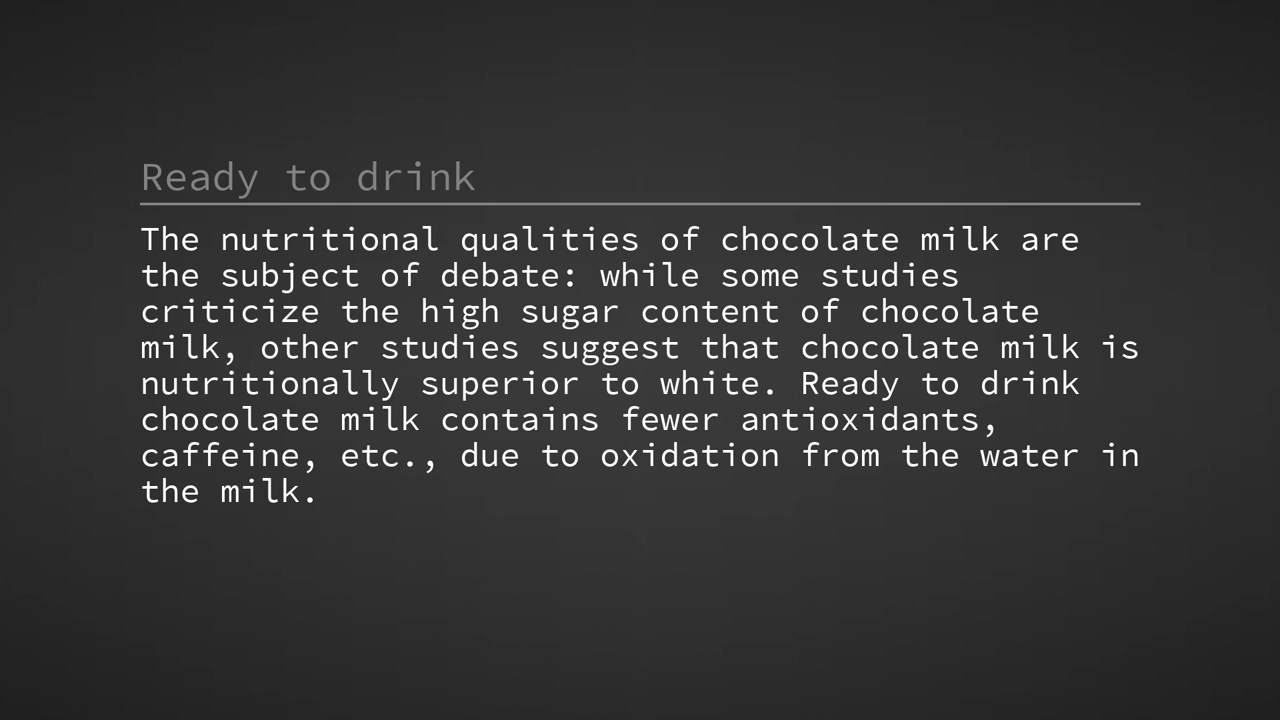 Ready to drink
The nutritional qualities of chocolate milk are
the subject of debate: while some studies
criticize the high sugar content of chocolate
milk, other studies suggest that chocolate milk is
nutritionally superior to white. Ready to drink
chocolate milk contains fewer antioxidants,
caffeine, etc., due to oxidation from the water in
the milk.